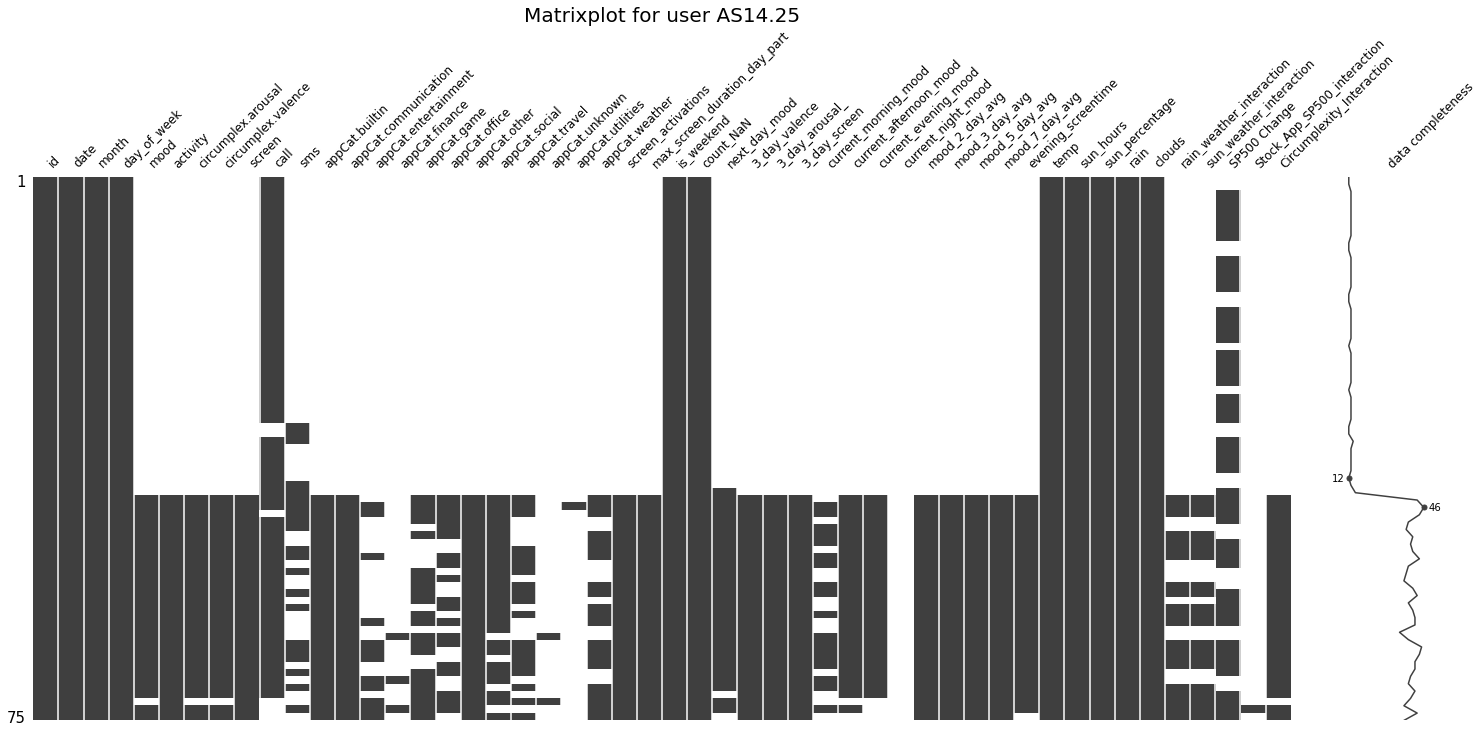 Matrixplot for user AS14.25
id
date
month
day_of_week
mood
activity
circumplex.arousal
circumplex.valence
screen
call
sms
appCat.builtin
appCat.communication
appCat.entertainment
appCat.finance
appCat.game
appCat.office
appCat.other
appCat.social
appCat.travel
appCat.unknown
appCat.utilities
appCat.weather
screen_activations
max_screen_duration_day_part
is_weekend
count_NaN
next_day_mood
3_day_valence
3_day_arousal_
3_day_screen
current_morning_mood
current_afternoon_mood
current_evening_mood
current_night_mood
mood_2_day_avg
mood_3_day_avg
mood_5_day_avg
mood_7_day_avg
evening_screentime
temp
sun_hours
sun_percentage
rain
clouds
rain_weather_interaction
sun_weather_interaction
SP500 Change
Stock_App_SP500_interaction
Circumplexity_Interaction
data completeness
1
12
46
75